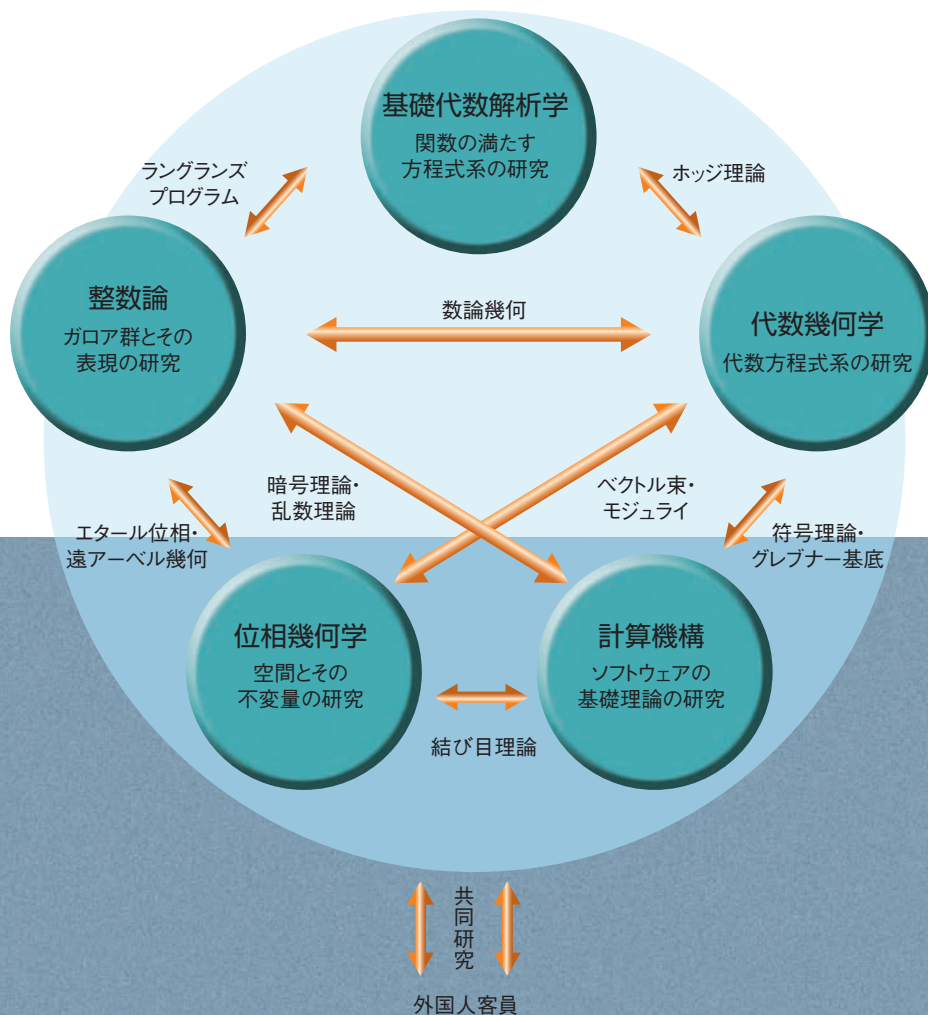 基礎代数解析学
関数の満たす
方程式系の研究
ラングランズ
プログラム
ホッジ理論
整数論
ガロア群とその
表現の研究
数論幾何
代数幾何学
代数方程式系の研究
暗号理論・
乱数理論
ベクトル束・
モジュライ
エタール位相・
遠アーベル幾何
符号理論・
グレブナー基底
位相幾何学
空間とその
不変量の研究
計算機構
ソフトウェアの
基礎理論の研究
結び目理論
共同研究
外国人客員